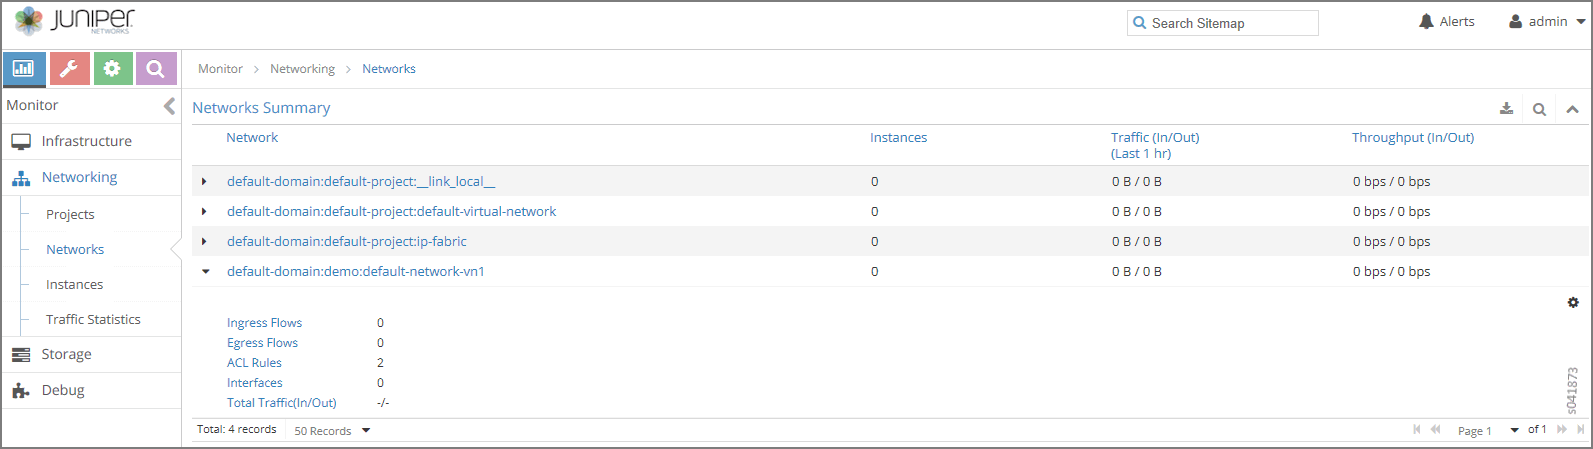 JUNIPER
NETWORKS
Search Sitemap
Alerts
admin
Monitor > Networking > Networks
Monitor
Infrastructure
Networking
Projects
Networks
Instances
Traffic Statistics
Storage
Debug
Networks Summary
Network Instances Traffic (In/Out) Throughput (In/Out)
(Last 1 hr)
default-domain:default-project:__link_local__ 0 0 B / 0 B 0 bps / 0 bps
default-domain:default-project:default-virtual-network 0 0 B / 0 B 0 bps / 0 bps
default-domain:default-project:ip-fabric 0 0 B / 0 B 0 bps / 0 bps
default-domain:demo:default-network-vn1 0 0 B / 0 B 0 bps / 0 bps
Ingress Flows 0
Egress Flows 0
ACL Rules 2
Interfaces 0
Total Traffic(In/Out) -/-
s041873
Total: 4 records 50 Records Page 1 of 1